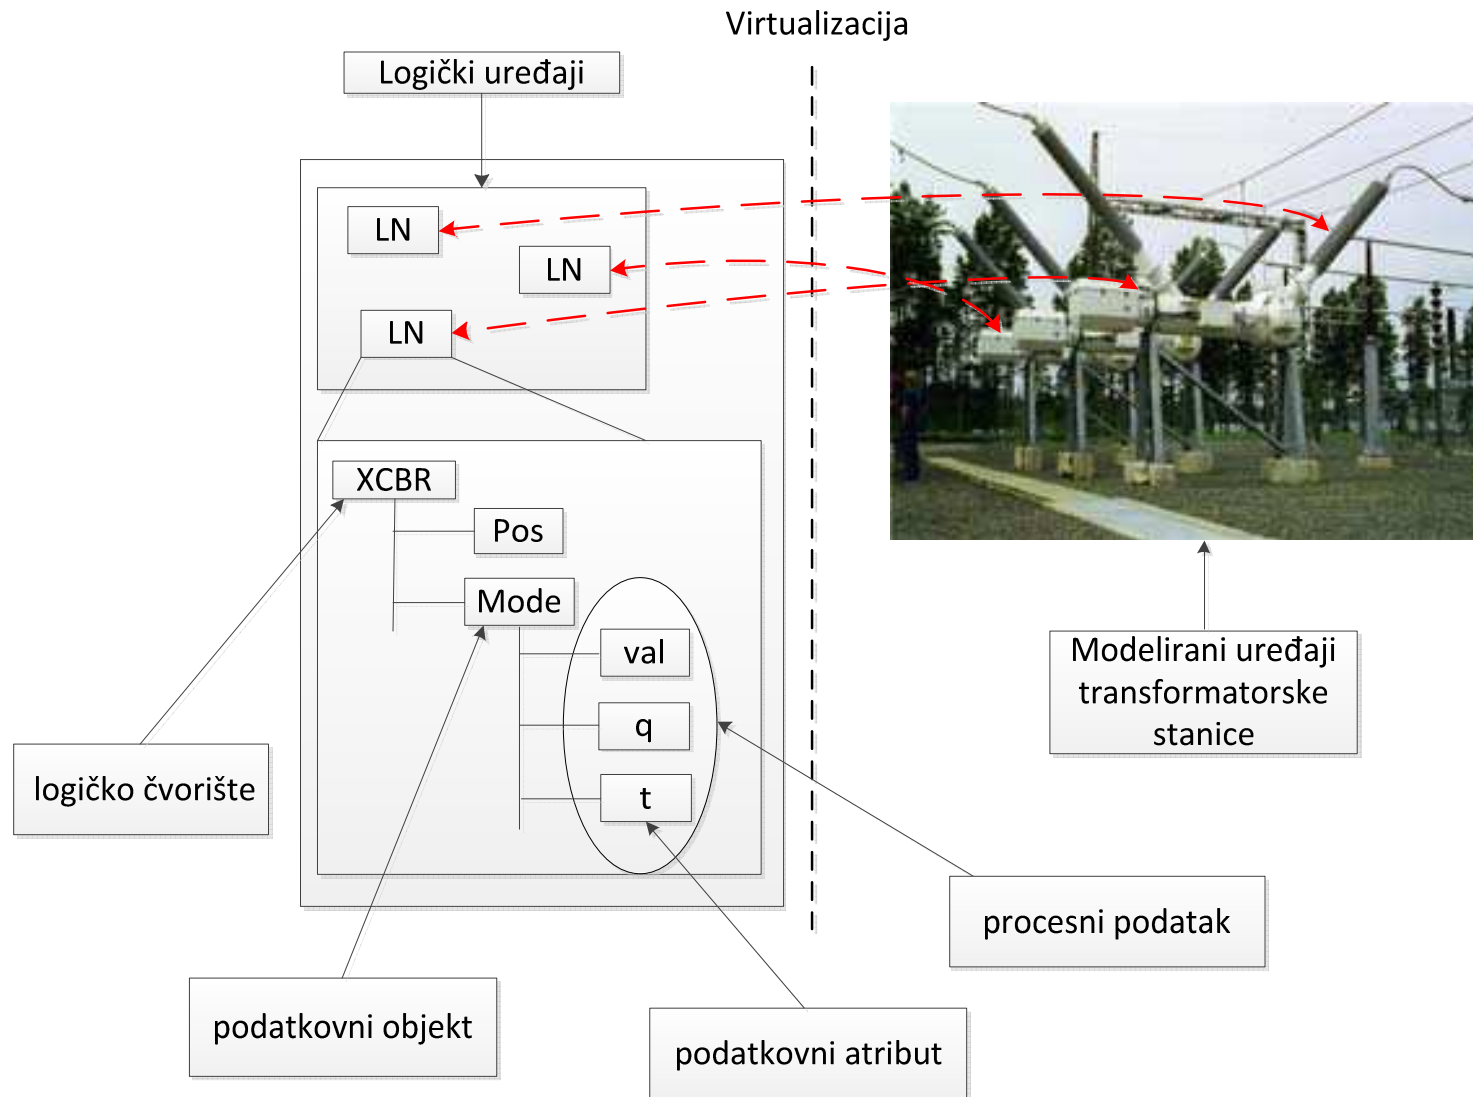 Virtualizacija
Logički uređaji
LN
LN
LN
XCBR
Pos
Mode
val
q
t
Modelirani uređaji
transformatorske
stanice
logičko čvorište
procesni podatak
podatkovni objekt
podatkovni atribut